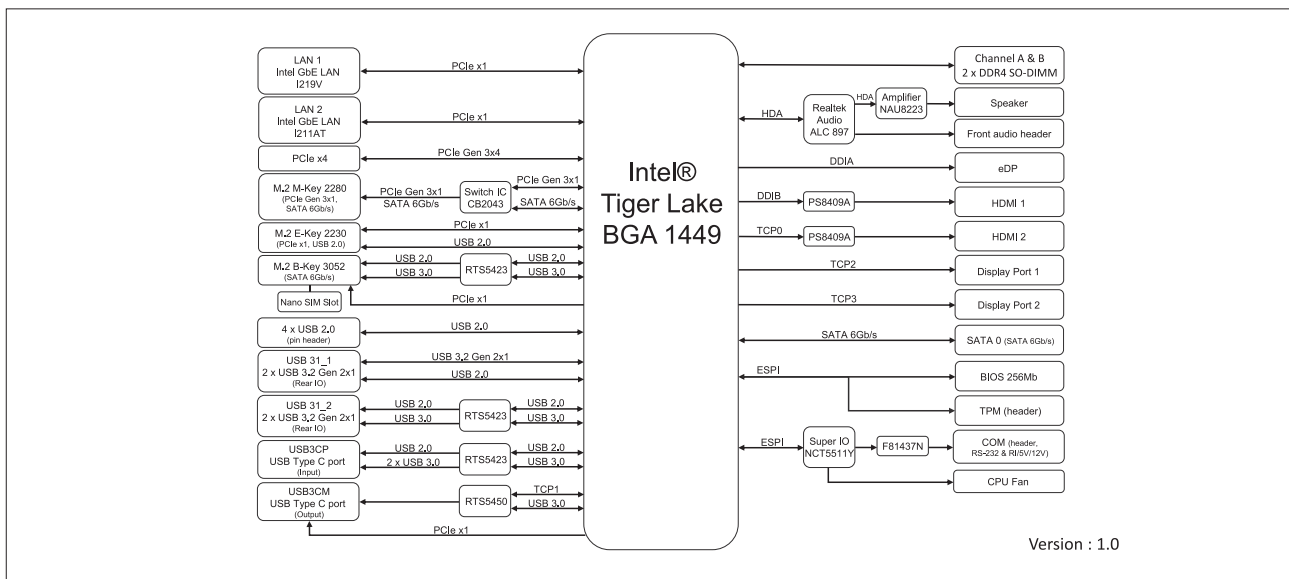 LAN 1
Intel GbE LAN
I219V
PCIe x1
LAN 2
Intel GbE LAN
I211AT
PCIe x1
PCIe x4
PCIe Gen 3x4
M.2 M-Key 2280
(PCIe Gen 3x1,
SATA 6Gb/s)
PCIe Gen 3x1
SATA 6Gb/s
Switch IC
CB2043
PCIe Gen 3x1
SATA 6Gb/s
M.2 E-Key 2230
(PCIe x1, USB 2.0)
PCIe x1
USB 2.0
M.2 B-Key 3052
(SATA 6Gb/s)
USB 2.0
USB 3.0
RTS5423
USB 2.0
USB 3.0
Nano SIM Slot
PCIe x1
4 x USB 2.0
(pin header)
USB 2.0
USB 31_1
2 x USB 3.2 Gen 2x1
(Rear IO)
USB 3.2 Gen 2x1
USB 2.0
USB 31_2
2 x USB 3.2 Gen 2x1
(Rear IO)
USB 2.0
USB 3.0
RTS5423
USB 2.0
USB 3.0
USB3CP
USB Type C port
(Input)
USB 2.0
2 x USB 3.0
RTS5423
USB 2.0
USB 3.0
USB3CM
USB Type C port
(Output)
RTS5450
TCP1
USB 3.0
PCIe x1
Intel®
Tiger Lake
BGA 1449
Channel A & B
2 x DDR4 SO-DIMM
HDA
Realtek
Audio
ALC 897
HDA
Amplifier
NAU8223
Speaker
Front audio header
DDIA
eDP
DDIB
PS8409A
HDMI 1
TCP0
PS8409A
HDMI 2
TCP2
Display Port 1
TCP3
Display Port 2
SATA 6Gb/s
SATA 0 (SATA 6Gb/s)
ESPI
BIOS 256Mb
TPM (header)
ESPI
Super IO
NCT5511Y
F81437N
COM (header,
RS-232 & RI/5V/12V)
CPU Fan
Version : 1.0